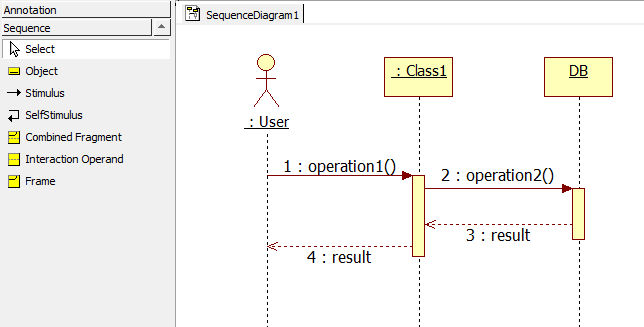 Annotation
Sequence
Select
Object
Stimulus
SelfStimulus
Combined Fragment
Interaction Operand
Frame
SequenceDiagram1
: User
: Class1
DB
1 : operation1()
2 : operation2()
3 : result
4 : result